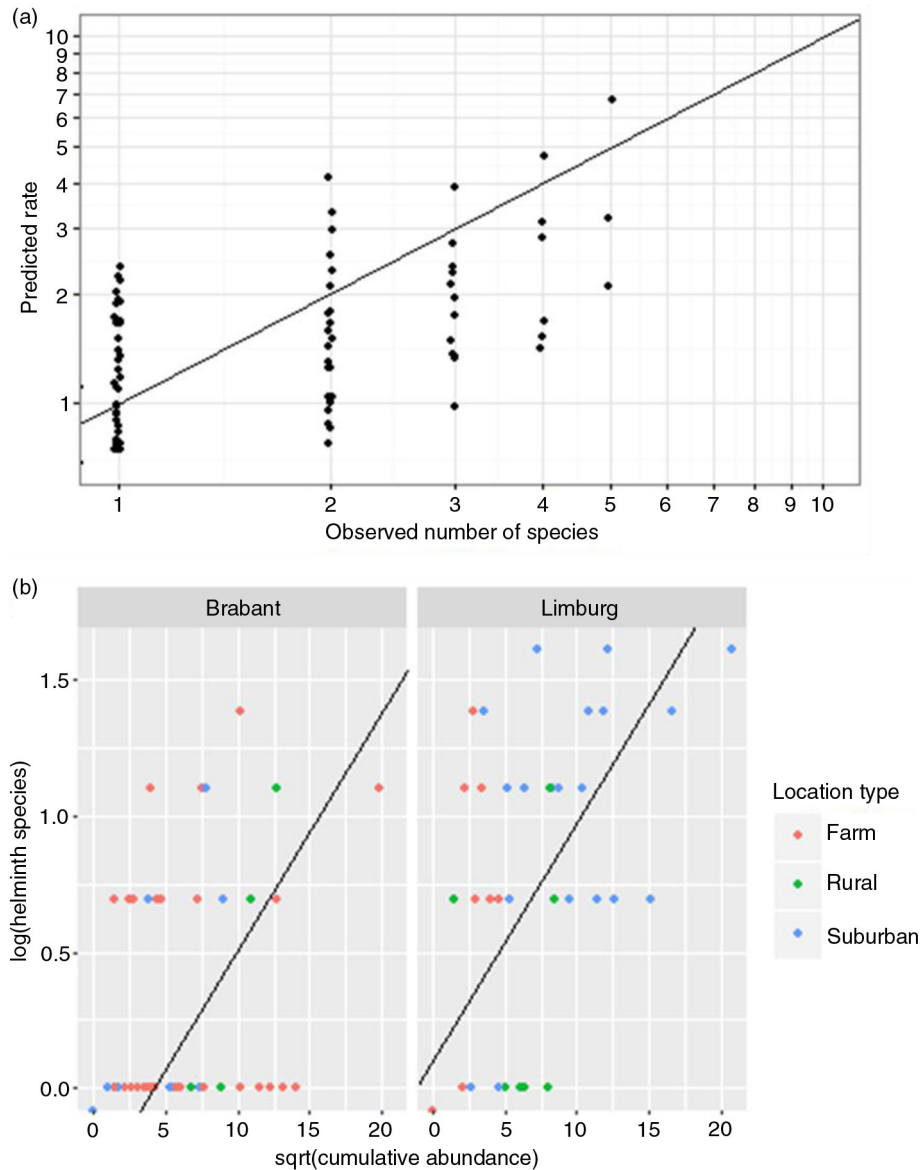 (a)
10
9
8
7
6
5
4
3
2
1
Predicted rate
1 2 3 4 5 6 7 8 9 10
Observed number of species
(b)
Brabant Limburg
1.5
1.0
0.5
0.0
log(helminth species)
0 5 10 15 20 0 5 10 15 20
sqrt(cumulative abundance)
Location type
Farm
Rural
Suburban